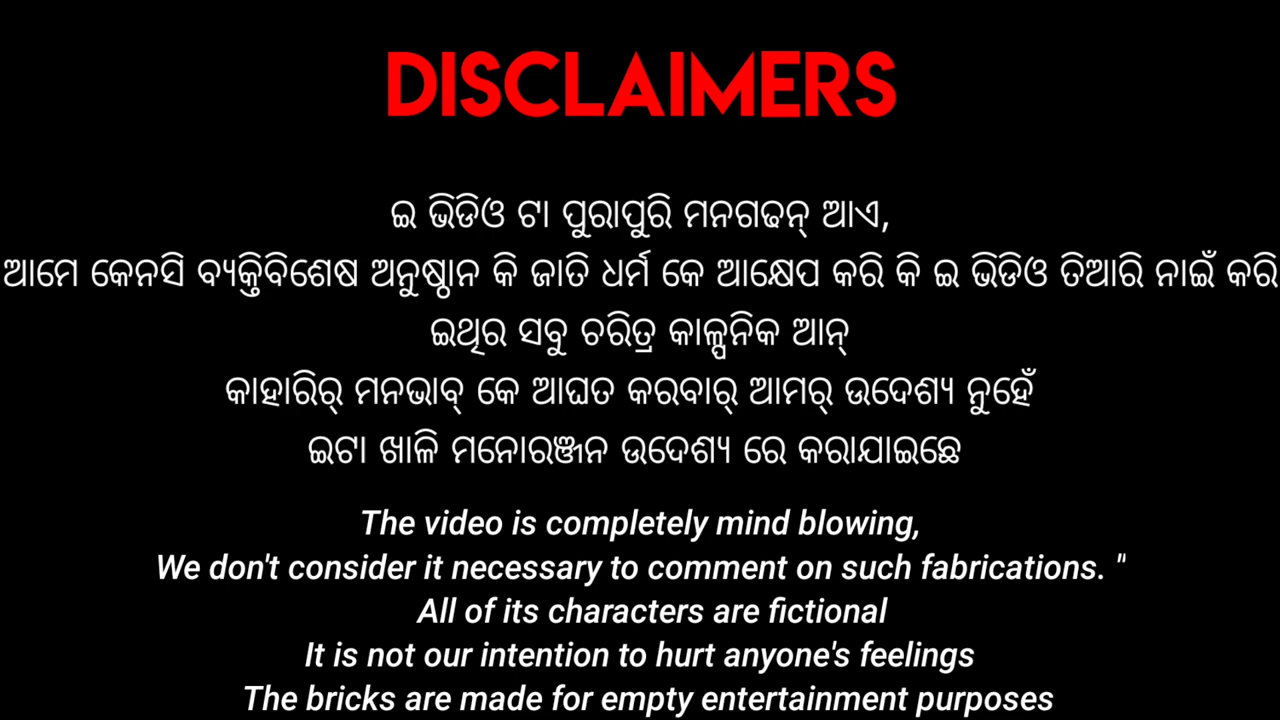 DISCLAIMERS
ଇ ଭିଡିଓ ଟା ପୁରାପୁରି ମନଗଢନ୍ ଆଏ,
ଆମେ କେନସି ବ୍ୟକ୍ତିବିଶେଷ ଅନୁଷ୍ଠାନ କି ଜାତି ଧର୍ମ କେ ଆକ୍ଷେପ କରି କି ଇ ଭିଡିଓ ତିଆରି ନାଇଁ କରି
ଇଥିର ସବୁ ଚରିତ୍ର କାଳ୍ପନିକ ଆନ୍
କାହାରିର୍ ମନଭାବ୍ କେ ଆଘତ କରବାର୍ ଆମର୍ ଉଦେଶ୍ୟ ନୁହେଁ
ଇଟା ଖାଲି ମନୋରଞ୍ଜନ ଉଦେଶ୍ୟ ରେ କରାଯାଇଛେ
The video is completely mind blowing,
We don't consider it necessary to comment on such fabrications. "
All of its characters are fictional
It is not our intention to hurt anyone's feelings
The bricks are made for empty entertainment purposes